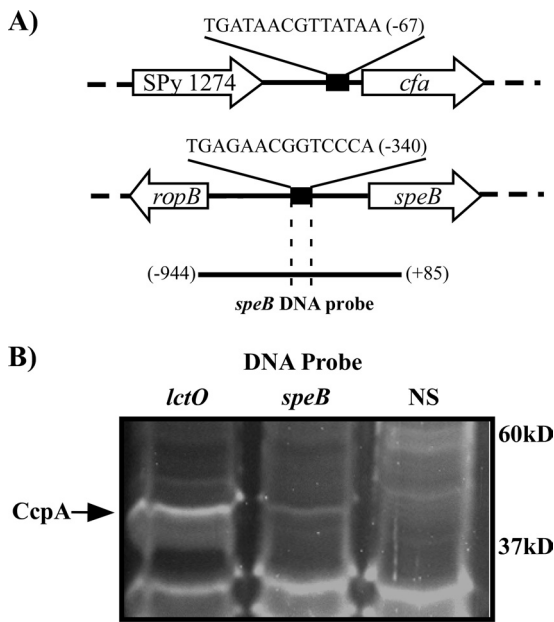 A)
TGATAACGTTATAA (-67)
SPy 1274
cfa
TGAGAACGGTCCCA (-340)
ropB
speB
(-944)
(+85)
speB DNA probe
B)
DNA Probe
lctO speB NS
60kD
CcpA
37kD